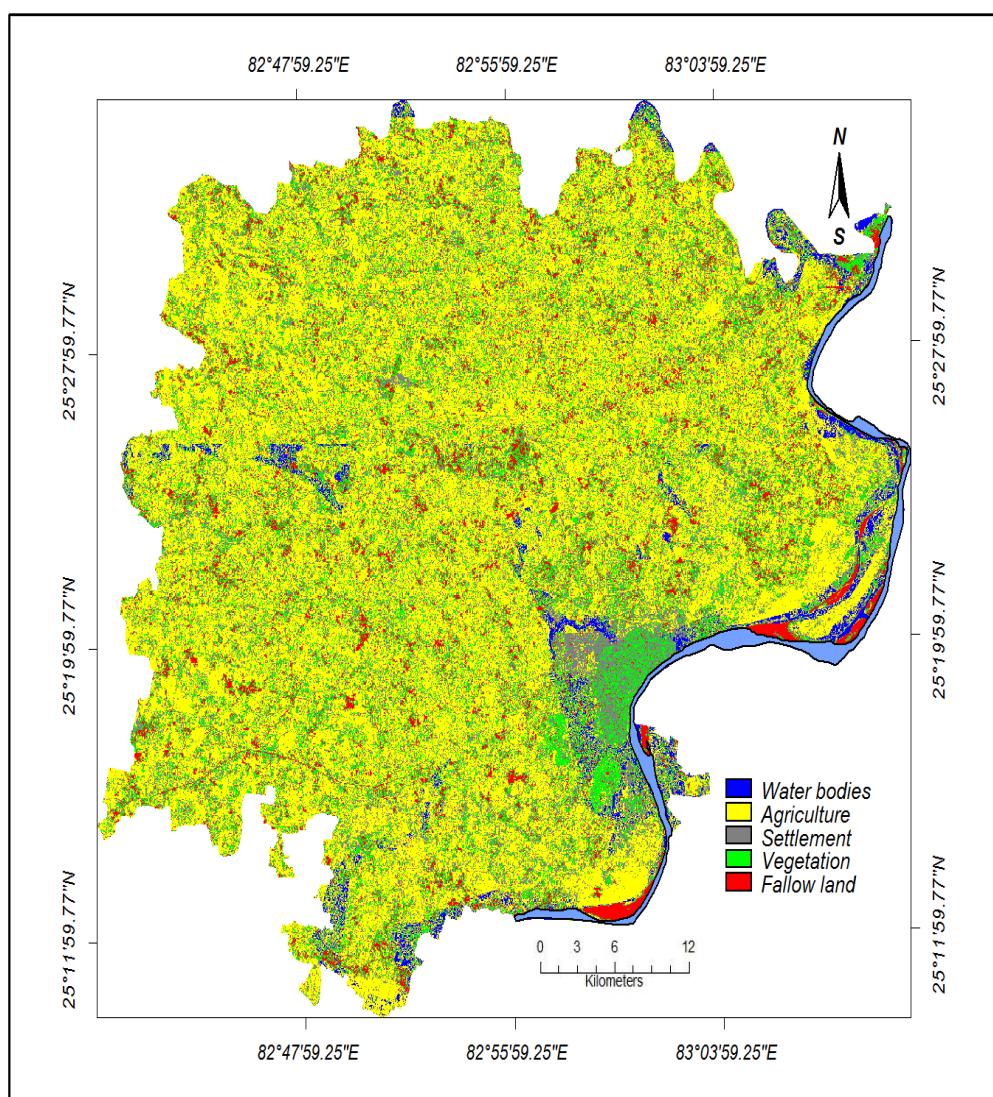 82°47'59.25"E 82°55'59.25"E 83°03'59.25"E
N
S
25°27'59.77"N 25°27'59.77"N
25°19'59.77"N 25°19'59.77"N
Water bodies
Agriculture
Settlement
Vegetation
Fallow land
25°11'59.77"N 25°11'59.77"N
0 3 6 12
Kilometers
82°47'59.25"E 82°55'59.25"E 83°03'59.25"E